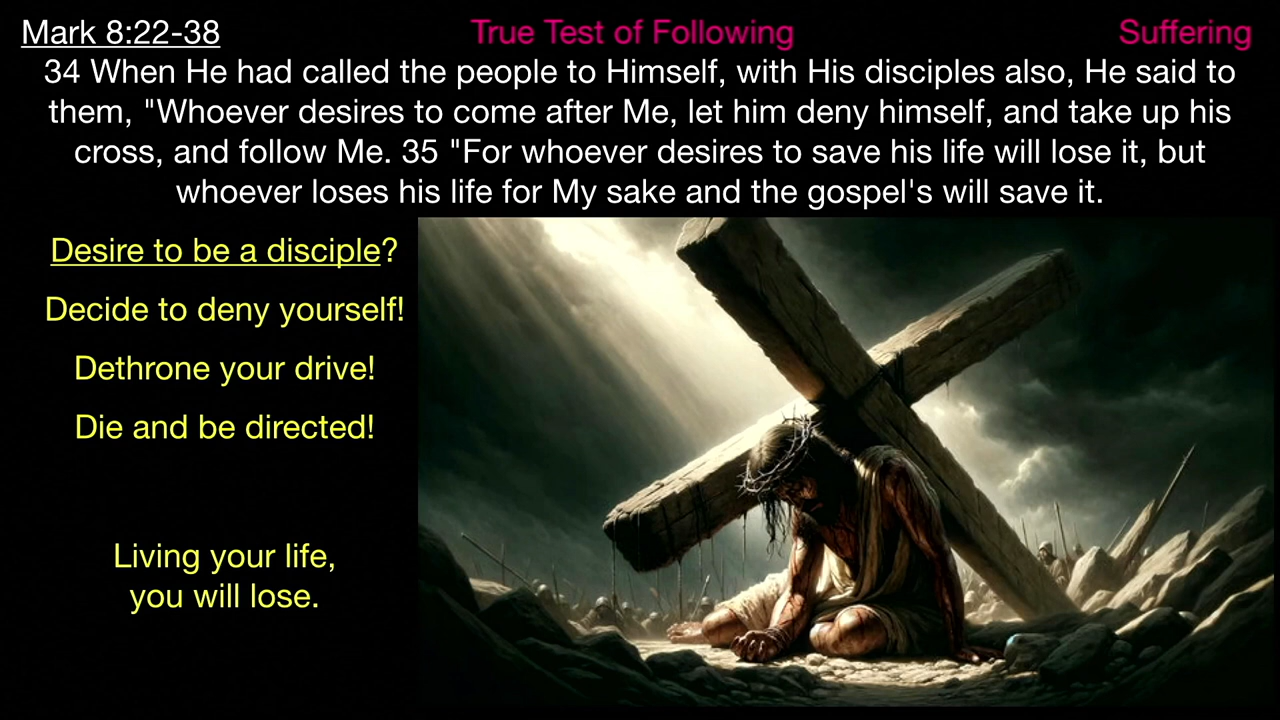 Mark 8:22-38 True Test of Following Suffering
34 When He had called the people to Himself, with His disciples also, He said to
them, "Whoever desires to come after Me, let him deny himself, and take up his
cross, and follow Me. 35 "For whoever desires to save his life will lose it, but
whoever loses his life for My sake and the gospel's will save it.
Desire to be a disciple?
Decide to deny yourself!
Dethrone your drive!
Die and be directed!
Living your life,
you will lose.